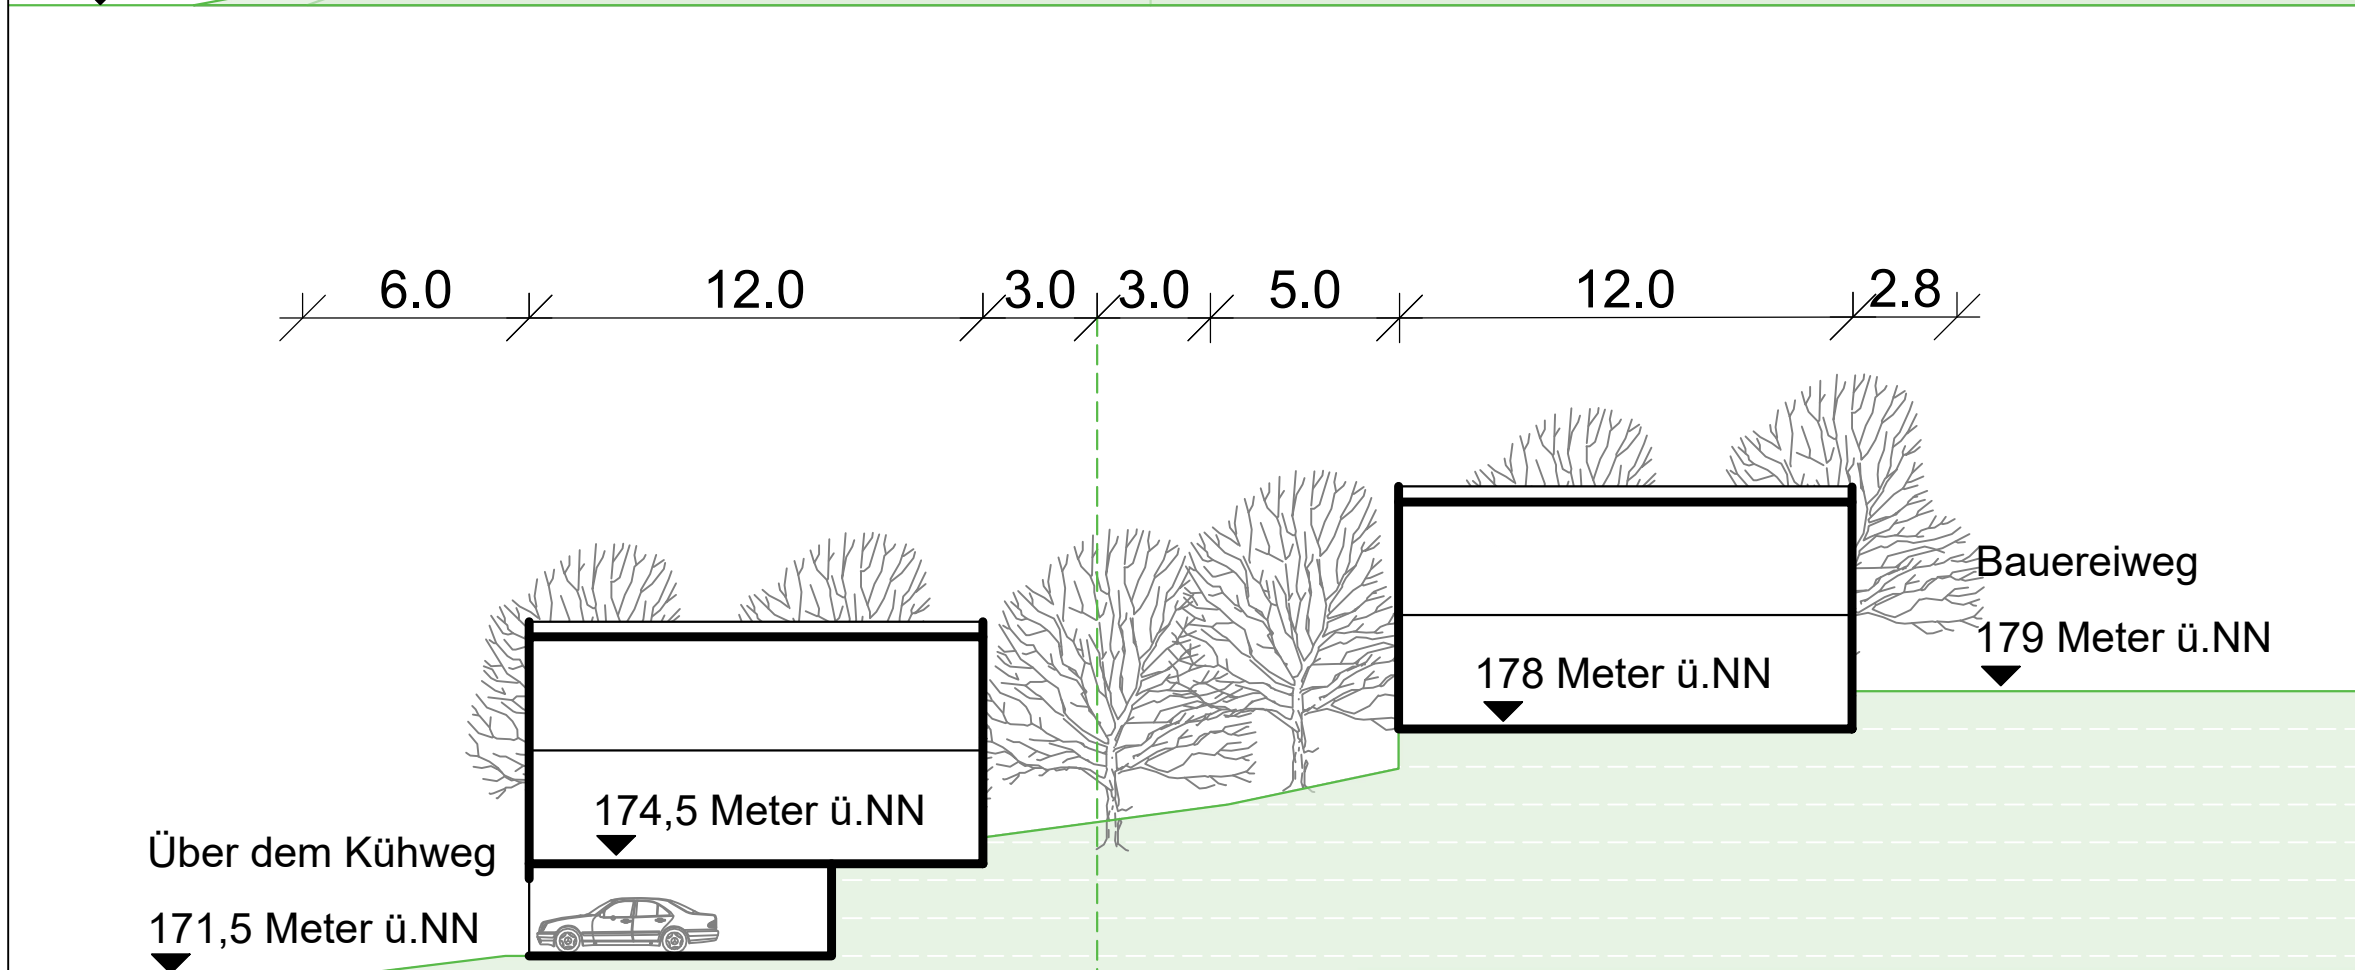 6.0 12.0 3.0 3.0 5.0 12.0 2.8
Bauereiweg
179 Meter ü.NN
178 Meter ü.NN
174,5 Meter ü.NN
Über dem Kühweg
171,5 Meter ü.NN